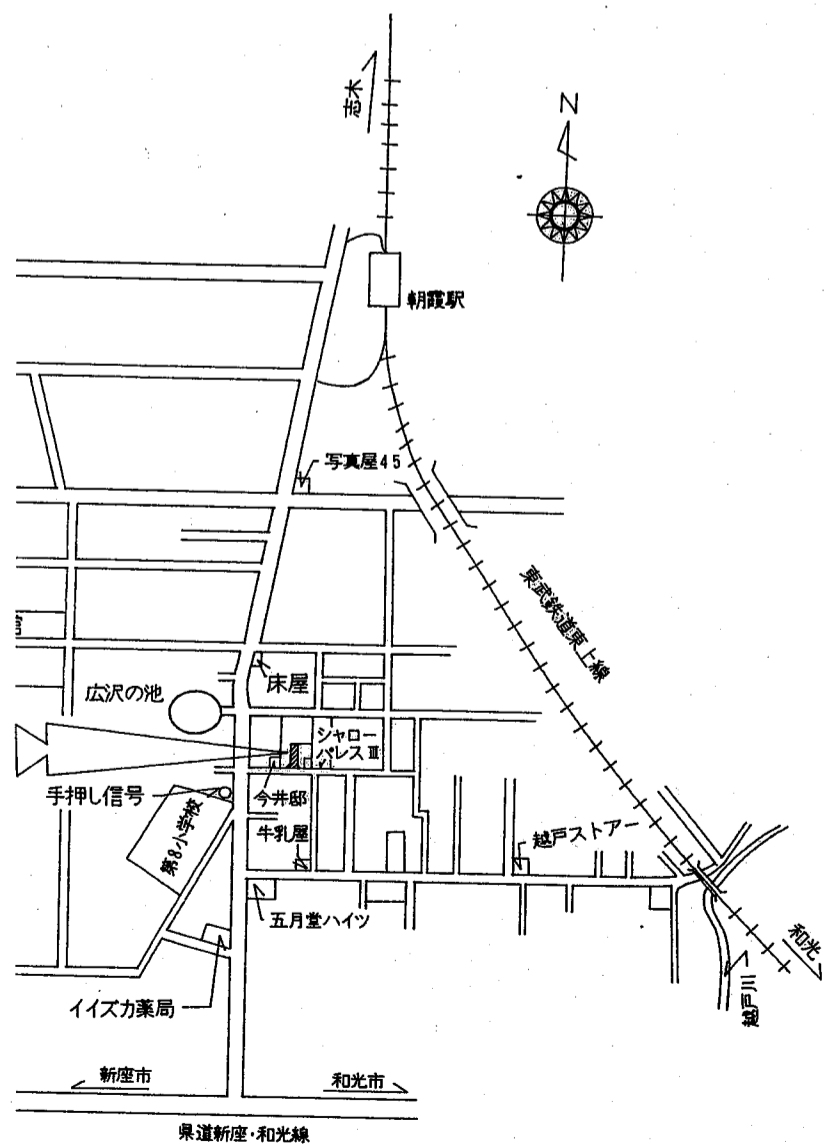 志木
N
朝霞駅
写真屋45
東武鉄道東上線
床屋
広沢の池
シャロー
パレスⅢ
手押し信号
今井邸
第8小学校
牛乳屋
越戸ストアー
五月堂ハイツ
和光
越戸川
イイズカ薬局
新座市
和光市
県道新座・和光線